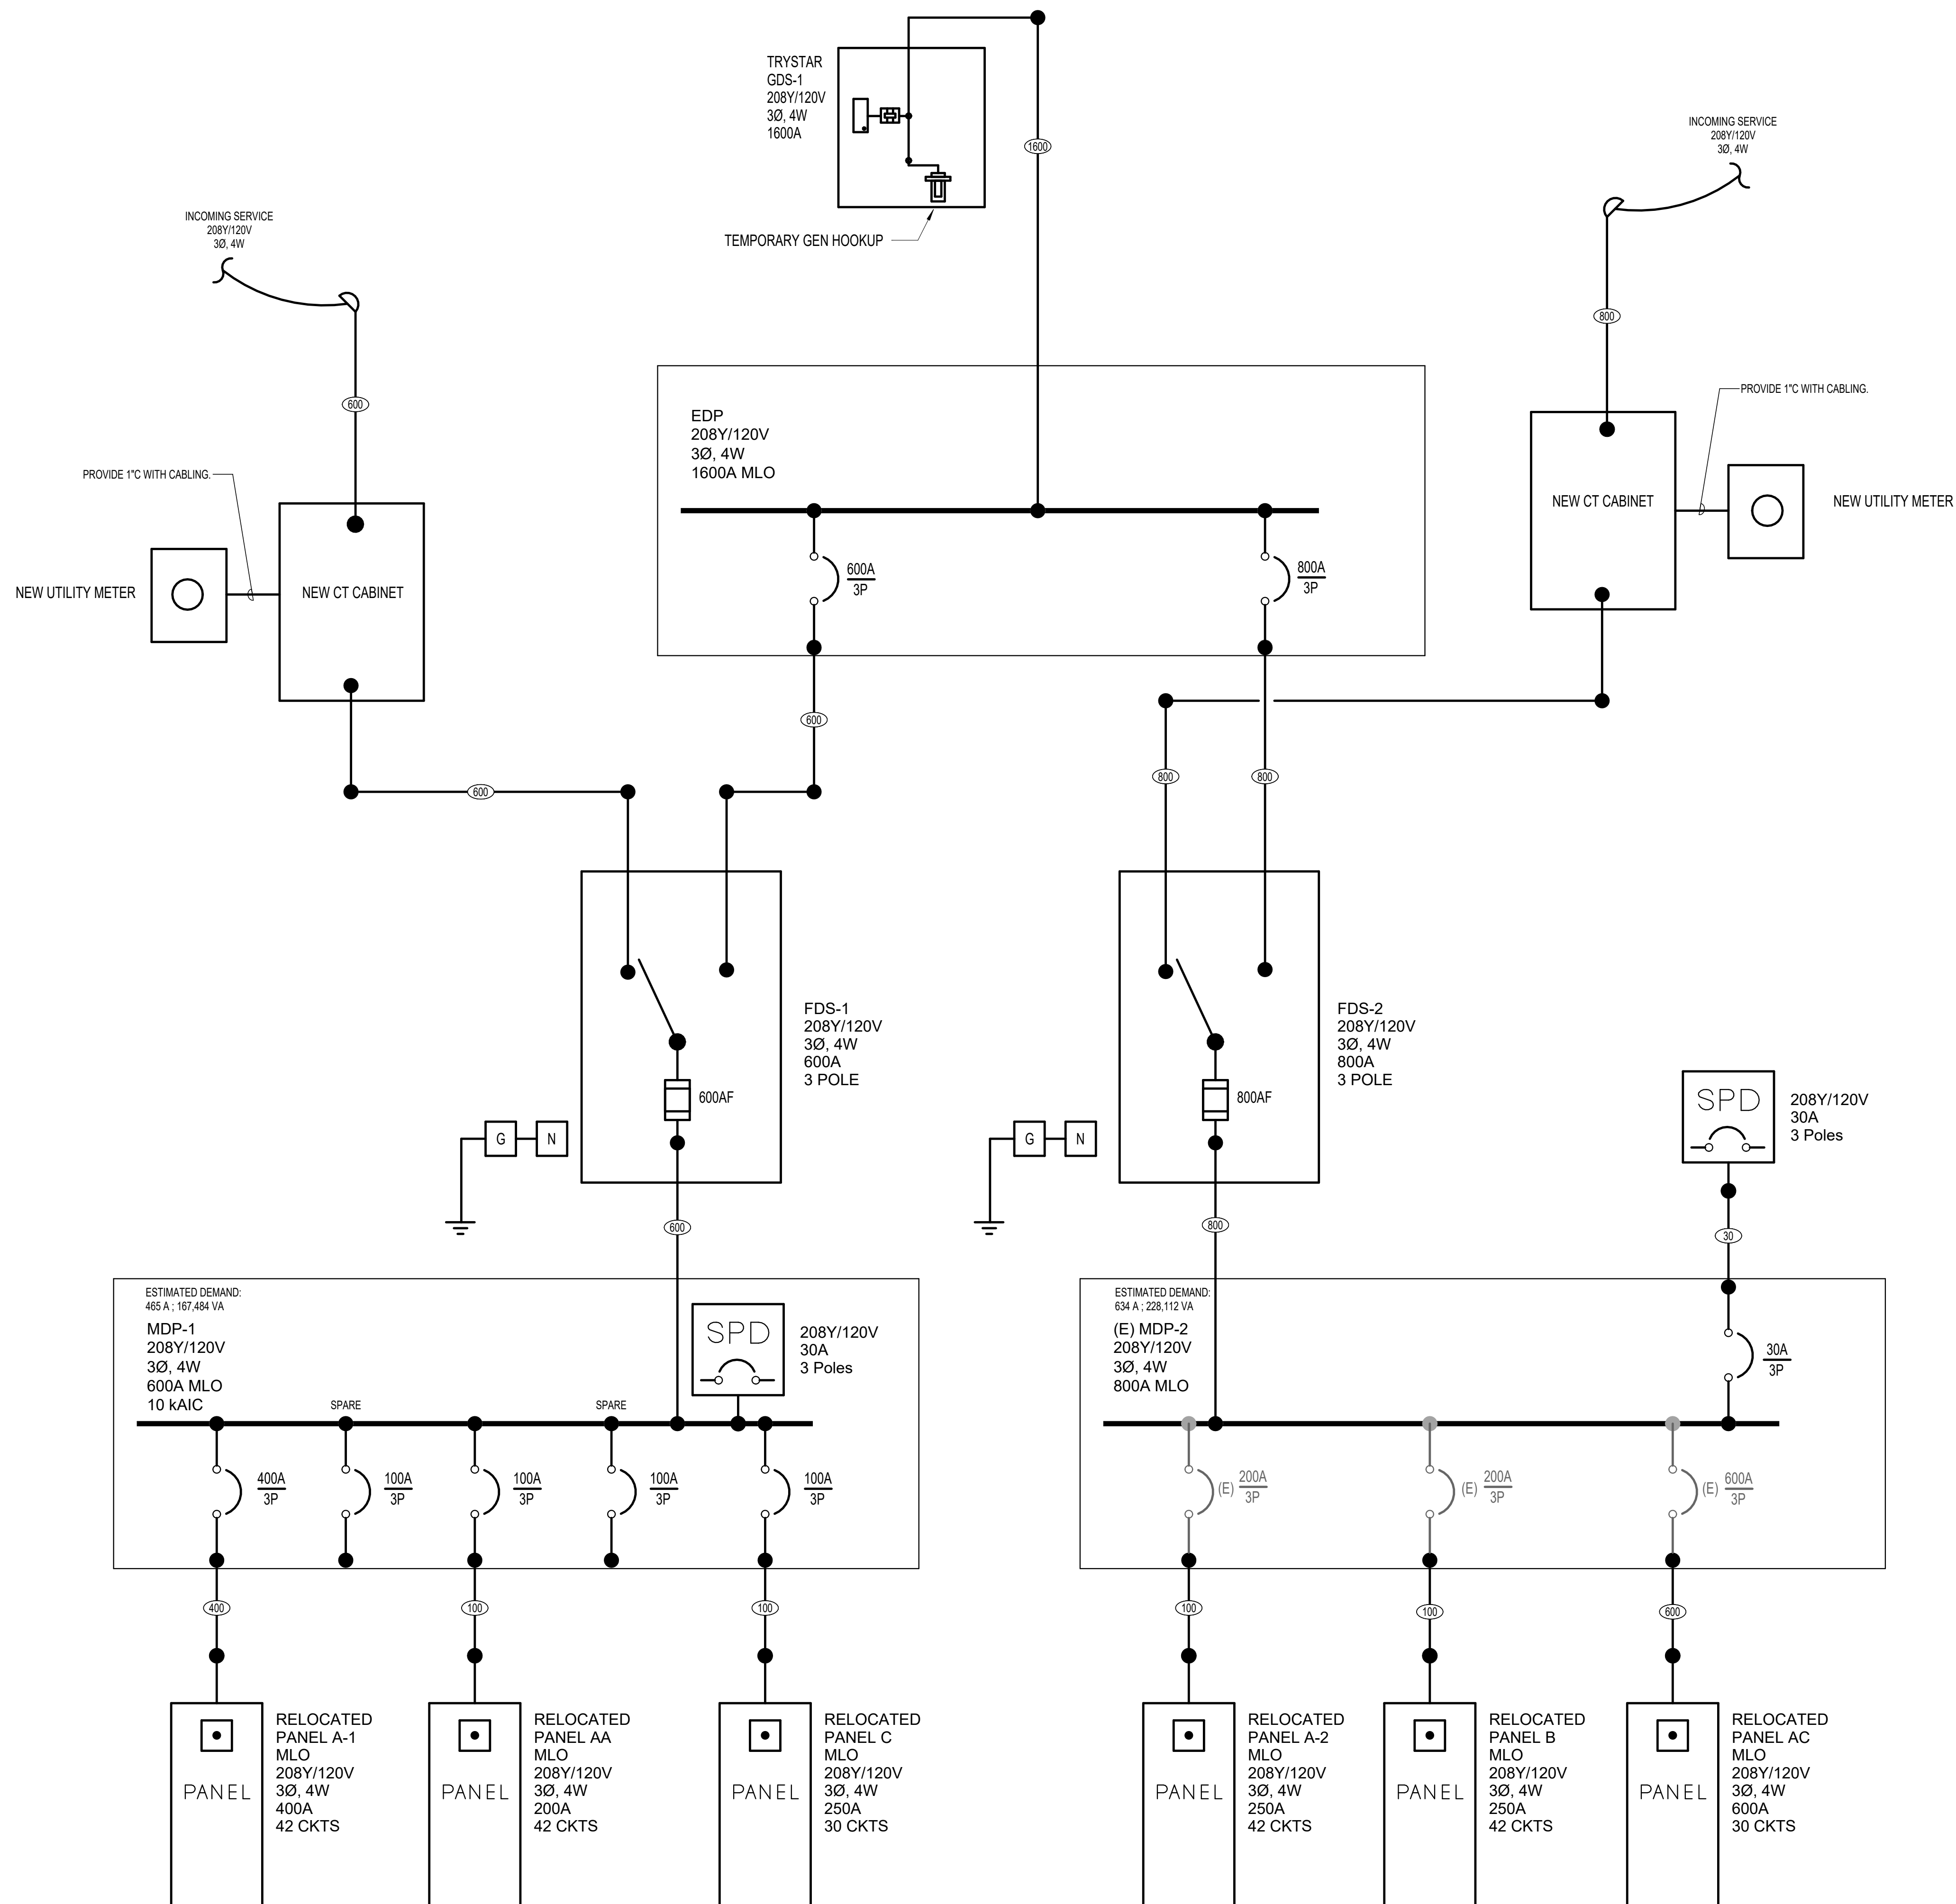 TRYSTAR
GDS-1
208Y/120V
3Ø, 4W
1600A
TEMPORARY GEN HOOKUP
1600
INCOMING SERVICE
208Y/120V
3Ø, 4W
INCOMING SERVICE
208Y/120V
3Ø, 4W
800
600
EDP
208Y/120V
3Ø, 4W
1600A MLO
600A
3P
800A
3P
PROVIDE 1"C WITH CABLING.
NEW CT CABINET
NEW UTILITY METER
PROVIDE 1"C WITH CABLING.
NEW UTILITY METER
NEW CT CABINET
600
600
800
800
FDS-1
208Y/120V
3Ø, 4W
600A
3 POLE
600AF
G
N
600
FDS-2
208Y/120V
3Ø, 4W
800A
3 POLE
800AF
G
N
800
SPD
208Y/120V
30A
3 Poles
30
ESTIMATED DEMAND:
465 A ; 167,484 VA
MDP-1
208Y/120V
3Ø, 4W
600A MLO
10 kAIC
SPD
208Y/120V
30A
3 Poles
SPARE
SPARE
400A
3P
100A
3P
100A
3P
100A
3P
100A
3P
ESTIMATED DEMAND:
634 A ; 228,112 VA
(E) MDP-2
208Y/120V
3Ø, 4W
800A MLO
30A
3P
(E)
200A
3P
(E)
200A
3P
(E)
600A
3P
400
100
100
100
100
600
PANEL
RELOCATED
PANEL A-1
MLO
208Y/120V
3Ø, 4W
400A
42 CKTS
PANEL
RELOCATED
PANEL AA
MLO
208Y/120V
3Ø, 4W
200A
42 CKTS
PANEL
RELOCATED
PANEL C
MLO
208Y/120V
3Ø, 4W
250A
30 CKTS
PANEL
RELOCATED
PANEL A-2
MLO
208Y/120V
3Ø, 4W
250A
42 CKTS
PANEL
RELOCATED
PANEL B
MLO
208Y/120V
3Ø, 4W
250A
42 CKTS
PANEL
RELOCATED
PANEL AC
MLO
208Y/120V
3Ø, 4W
600A
30 CKTS